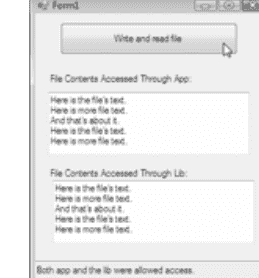 Form1
Write and read file
File Contents Accessed Through App:
Here is the file's text.
Here is more file text.
And that's about it.
Here is the file's text.
Here is more file text.
File Contents Accessed Through Lib:
Here is the file's text.
Here is more file text.
And that's about it.
Here is the file's text.
Here is more file text.
Both app and the lib were allowed access.